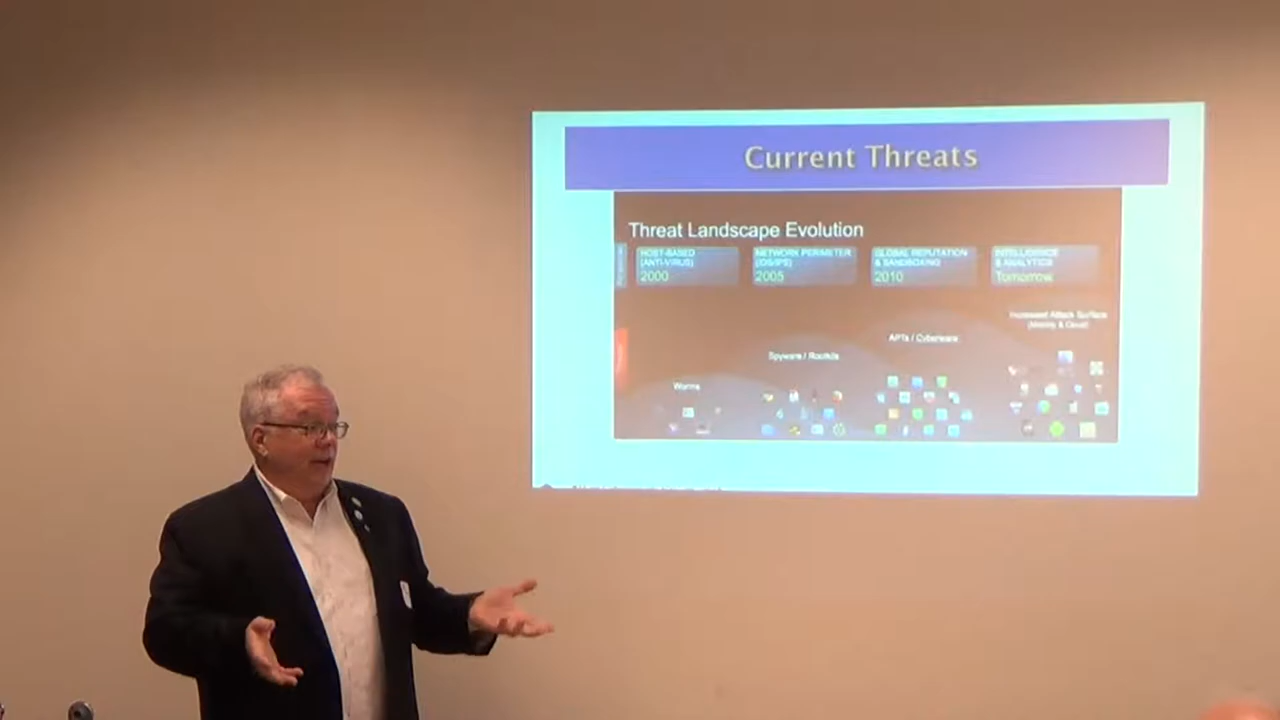 Current Threats
Threat Landscape Evolution
HOST-BASED
(ANTI-VIRUS)
2000
NETWORK PERIMETER
(IDS/IPS)
2005
GLOBAL REPUTATION
& SANDBOXING
2010
INTELLIGENCE
& ANALYTICS
Tomorrow
Increased Attack Surface
(Mobility & Cloud)
APTs / Cyberware
Spyware / Rootkits
Worms